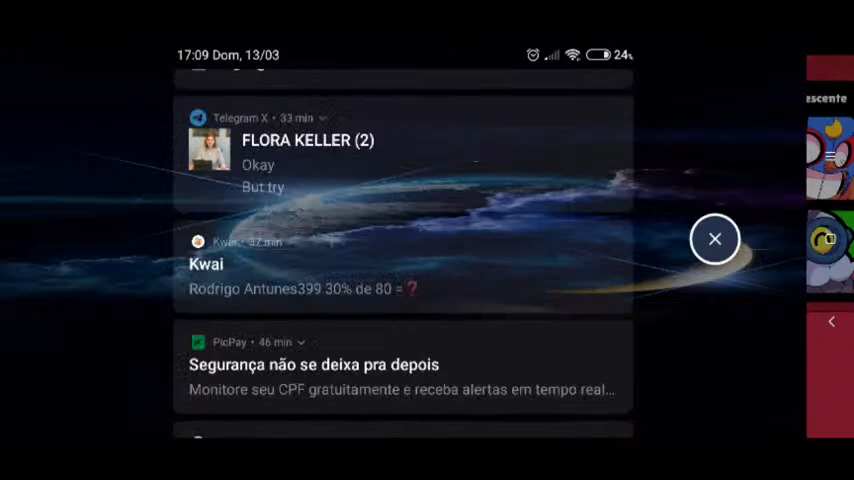 17:09 Dom, 13/03
24%
escente
Telegram X • 33 min
FLORA KELLER (2)
Okay
But try
Kwai • 37 min
Kwai
Rodrigo Antunes399 30% de 80 =❓
PicPay • 46 min
Segurança não se deixa pra depois
Monitore seu CPF gratuitamente e receba alertas em tempo real...